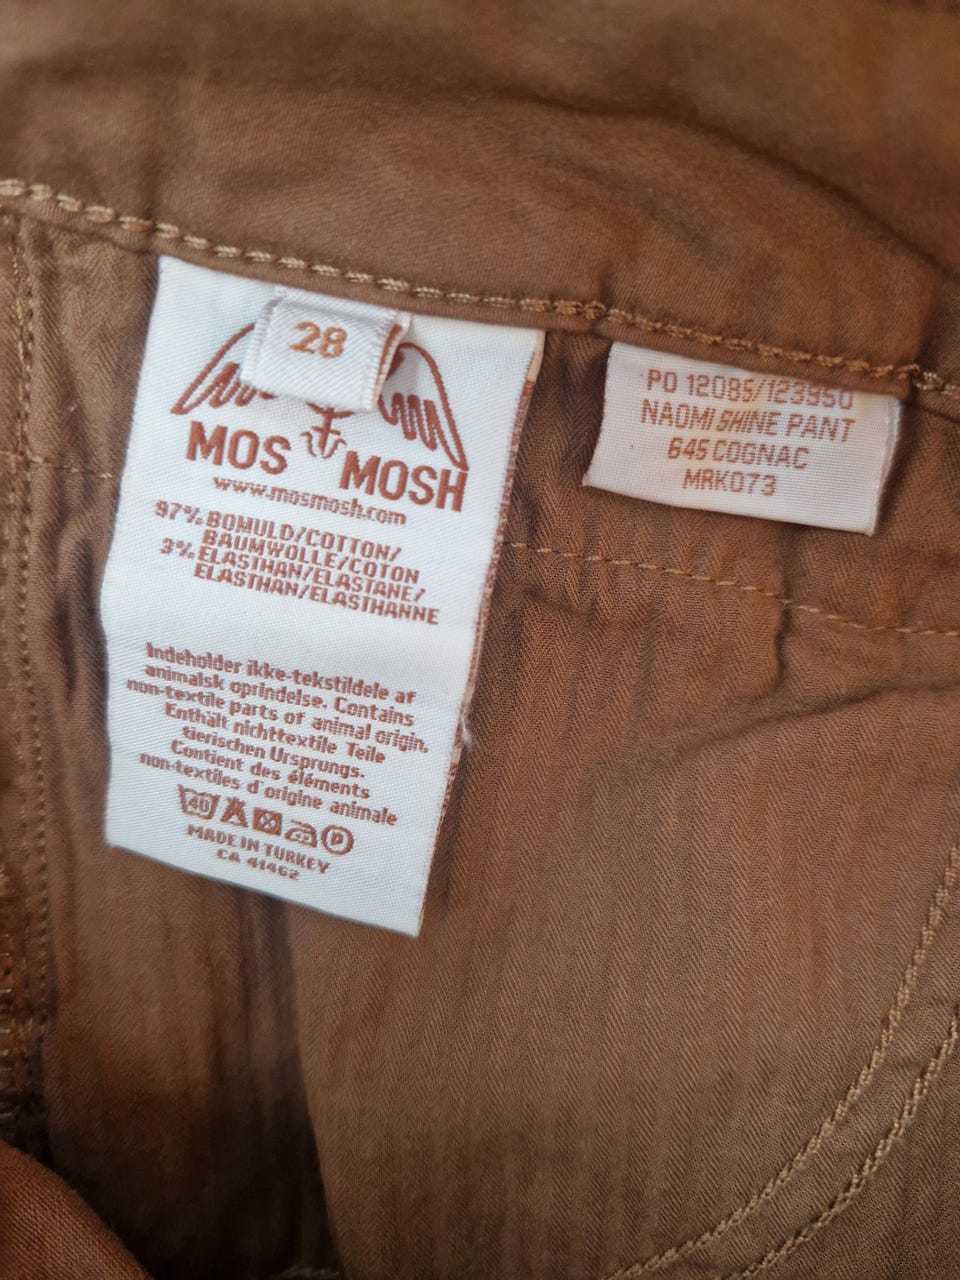 28
MOS MOSH
www.mosmosh.com
97% BOMULD/COTTON/
BAUMWOLLE/COTON
3% ELASTHAN/ELASTANE/
ELASTHAN/ELASTHANNE
Indeholder ikke-tekstildele af
animalsk oprindelse. Contains
non-textile parts of animal origin.
Enthält nichttextile Teile
tierischen Ursprungs.
Contient des éléments
non-textiles d'origine animale
40 P
MADE IN TURKEY
CA 41462
PO 12085/123950
NAOMI SHINE PANT
645 COGNAC
MRK073